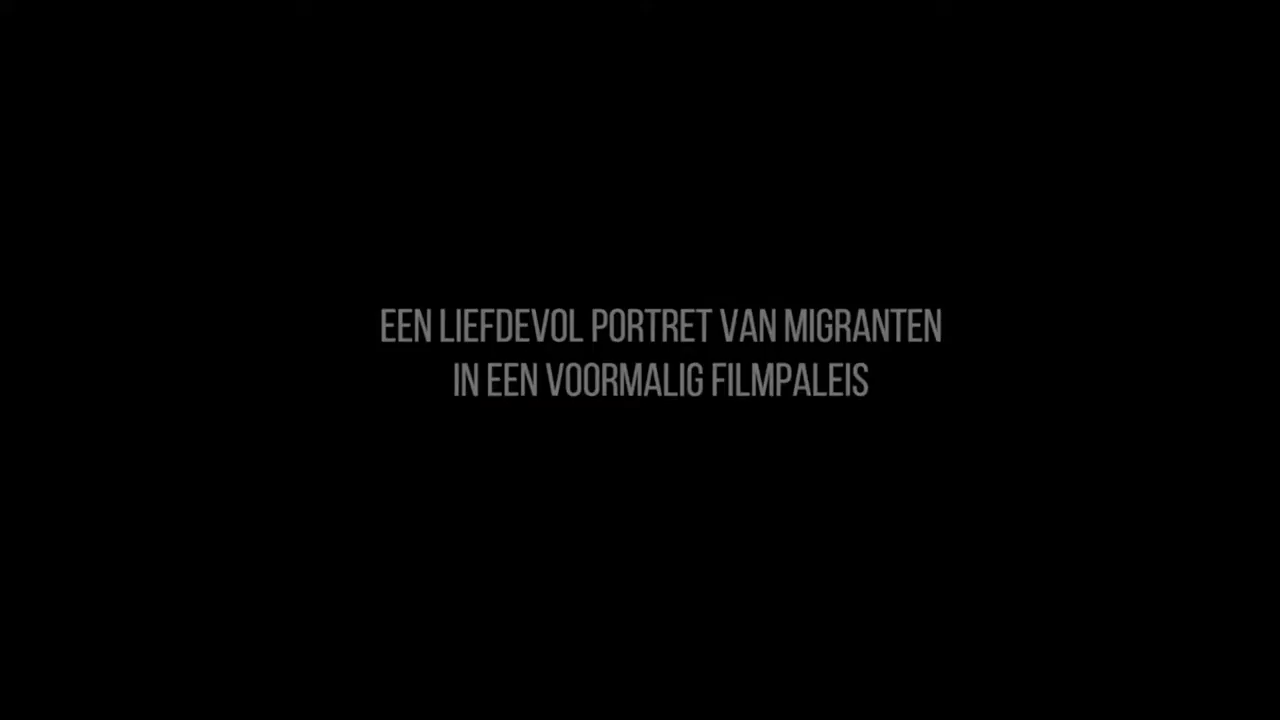 EEN LIEFDEVOL PORTRET VAN MIGRANTEN
IN EEN VOORMALIG FILMPALEIS